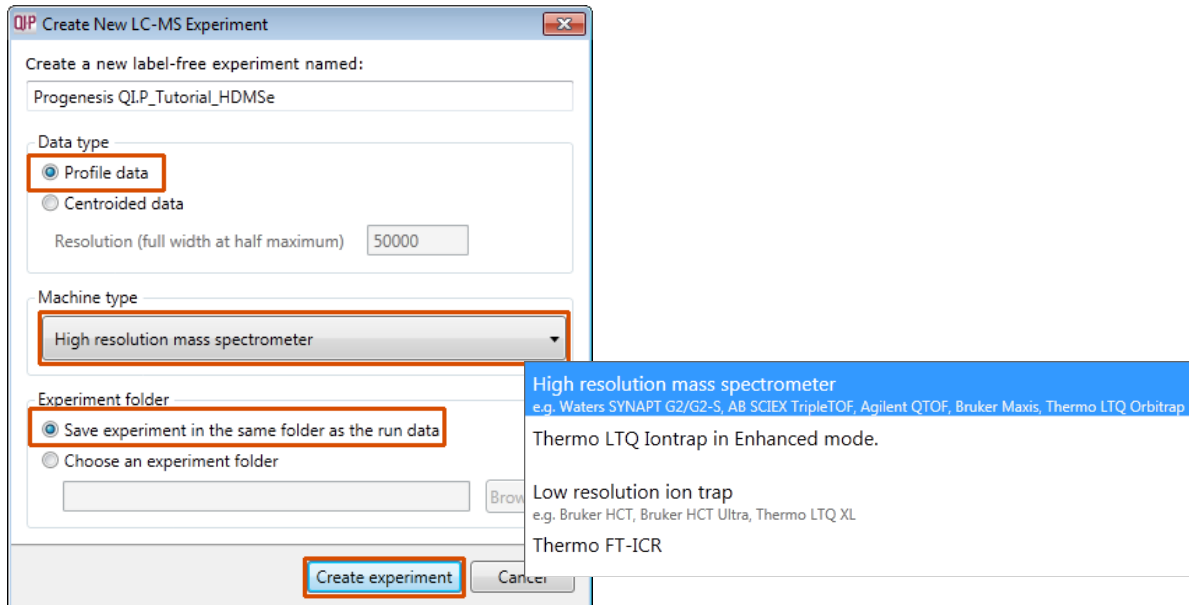 QI.P Create New LC-MS Experiment
Create a new label-free experiment named:
Progenesis QI.P_Tutorial_HDMSe
Data type
Profile data
Centroided data
Resolution (full width at half maximum) 50000
Machine type
High resolution mass spectrometer
High resolution mass spectrometer
e.g. Waters SYNAPT G2/G2-S, AB SCIEX TripleTOF, Agilent QTOF, Bruker Maxis, Thermo LTQ Orbitrap
Thermo LTQ Iontrap in Enhanced mode.
Low resolution ion trap
e.g. Bruker HCT, Bruker HCT Ultra, Thermo LTQ XL
Thermo FT-ICR
Experiment folder
Save experiment in the same folder as the run data
Choose an experiment folder
Brow
Create experiment Cancel